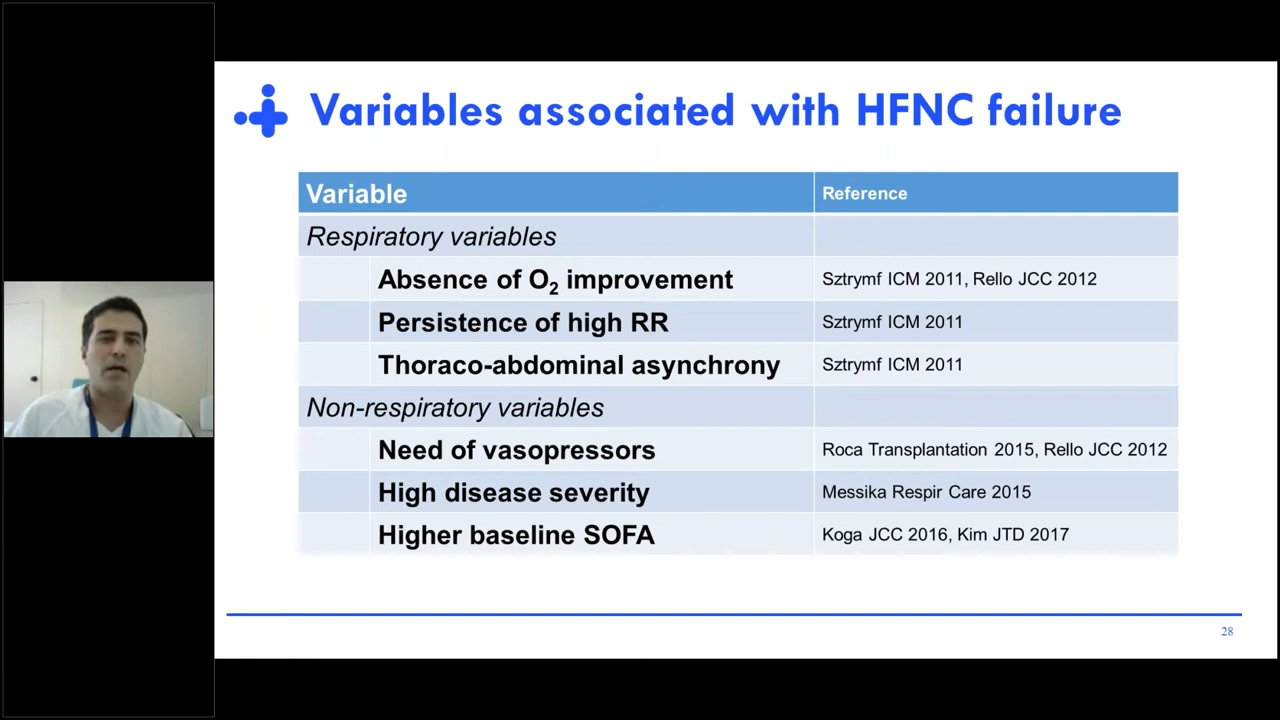 Variables associated with HFNC failure
Variable Reference
Respiratory variables
Absence of O₂ improvement Sztrymf ICM 2011, Rello JCC 2012
Persistence of high RR Sztrymf ICM 2011
Thoraco-abdominal asynchrony Sztrymf ICM 2011
Non-respiratory variables
Need of vasopressors Roca Transplantation 2015, Rello JCC 2012
High disease severity Messika Respir Care 2015
Higher baseline SOFA Koga JCC 2016, Kim JTD 2017
28